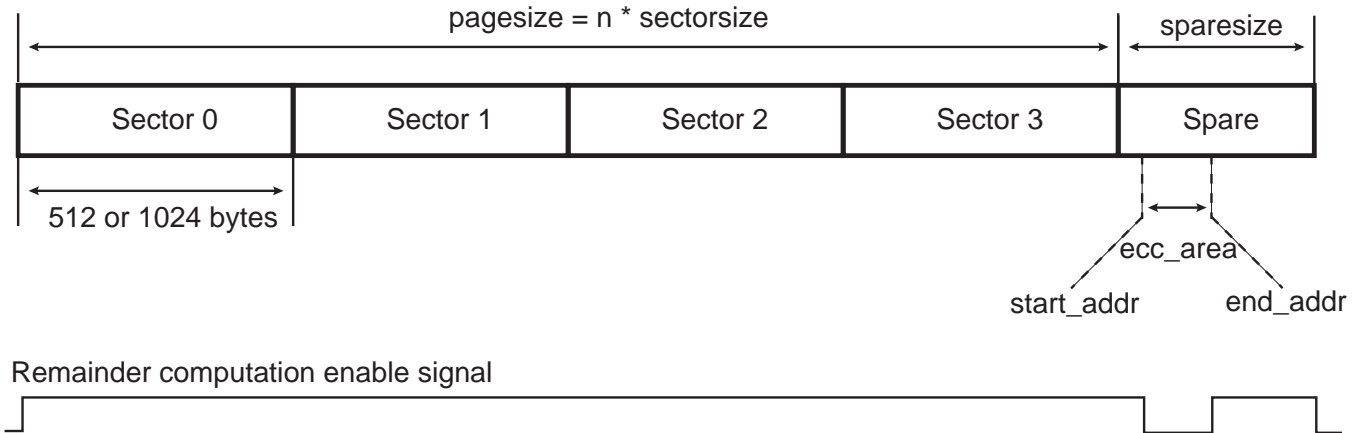 pagesize = n * sectorsize
sparesize
Sector 0
Sector 1
Sector 2
Sector 3
Spare
512 or 1024 bytes
ecc_area
start_addr
end_addr
Remainder computation enable signal